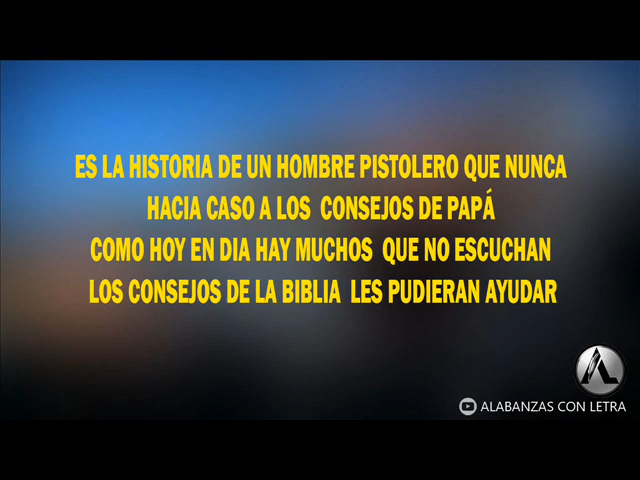 ES LA HISTORIA DE UN HOMBRE PISTOLERO QUE NUNCA
HACIA CASO A LOS CONSEJOS DE PAPÁ
COMO HOY EN DIA HAY MUCHOS QUE NO ESCUCHAN
LOS CONSEJOS DE LA BIBLIA LES PUDIERAN AYUDAR
ALABANZAS CON LETRA